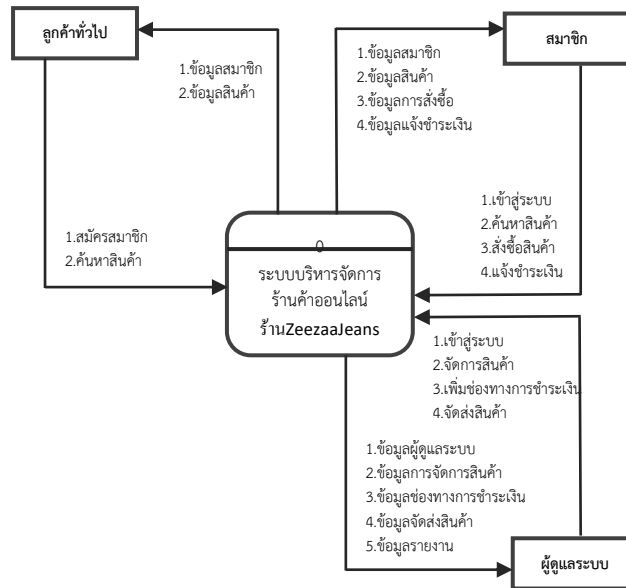 ลูกค้าทั่วไป
สมาชิก
1.ข้อมูลสมาชิก
2.ข้อมูลสินค้า
1.ข้อมูลสมาชิก
2.ข้อมูลสินค้า
3.ข้อมูลการสั่งซื้อ
4.ข้อมูลแจ้งชำระเงิน
1.สมัครสมาชิก
2.ค้นหาสินค้า
1.เข้าสู่ระบบ
2.ค้นหาสินค้า
3.สั่งซื้อสินค้า
4.แจ้งชำระเงิน
0
ระบบบริหารจัดการ
ร้านค้าออนไลน์
ร้านZeezaaJeans
1.เข้าสู่ระบบ
2.จัดการสินค้า
3.เพิ่มช่องทางการชำระเงิน
4.จัดส่งสินค้า
1.ข้อมูลผู้ดูแลระบบ
2.ข้อมูลการจัดการสินค้า
3.ข้อมูลช่องทางการชำระเงิน
4.ข้อมูลจัดส่งสินค้า
5.ข้อมูลรายงาน
ผู้ดูแลระบบ